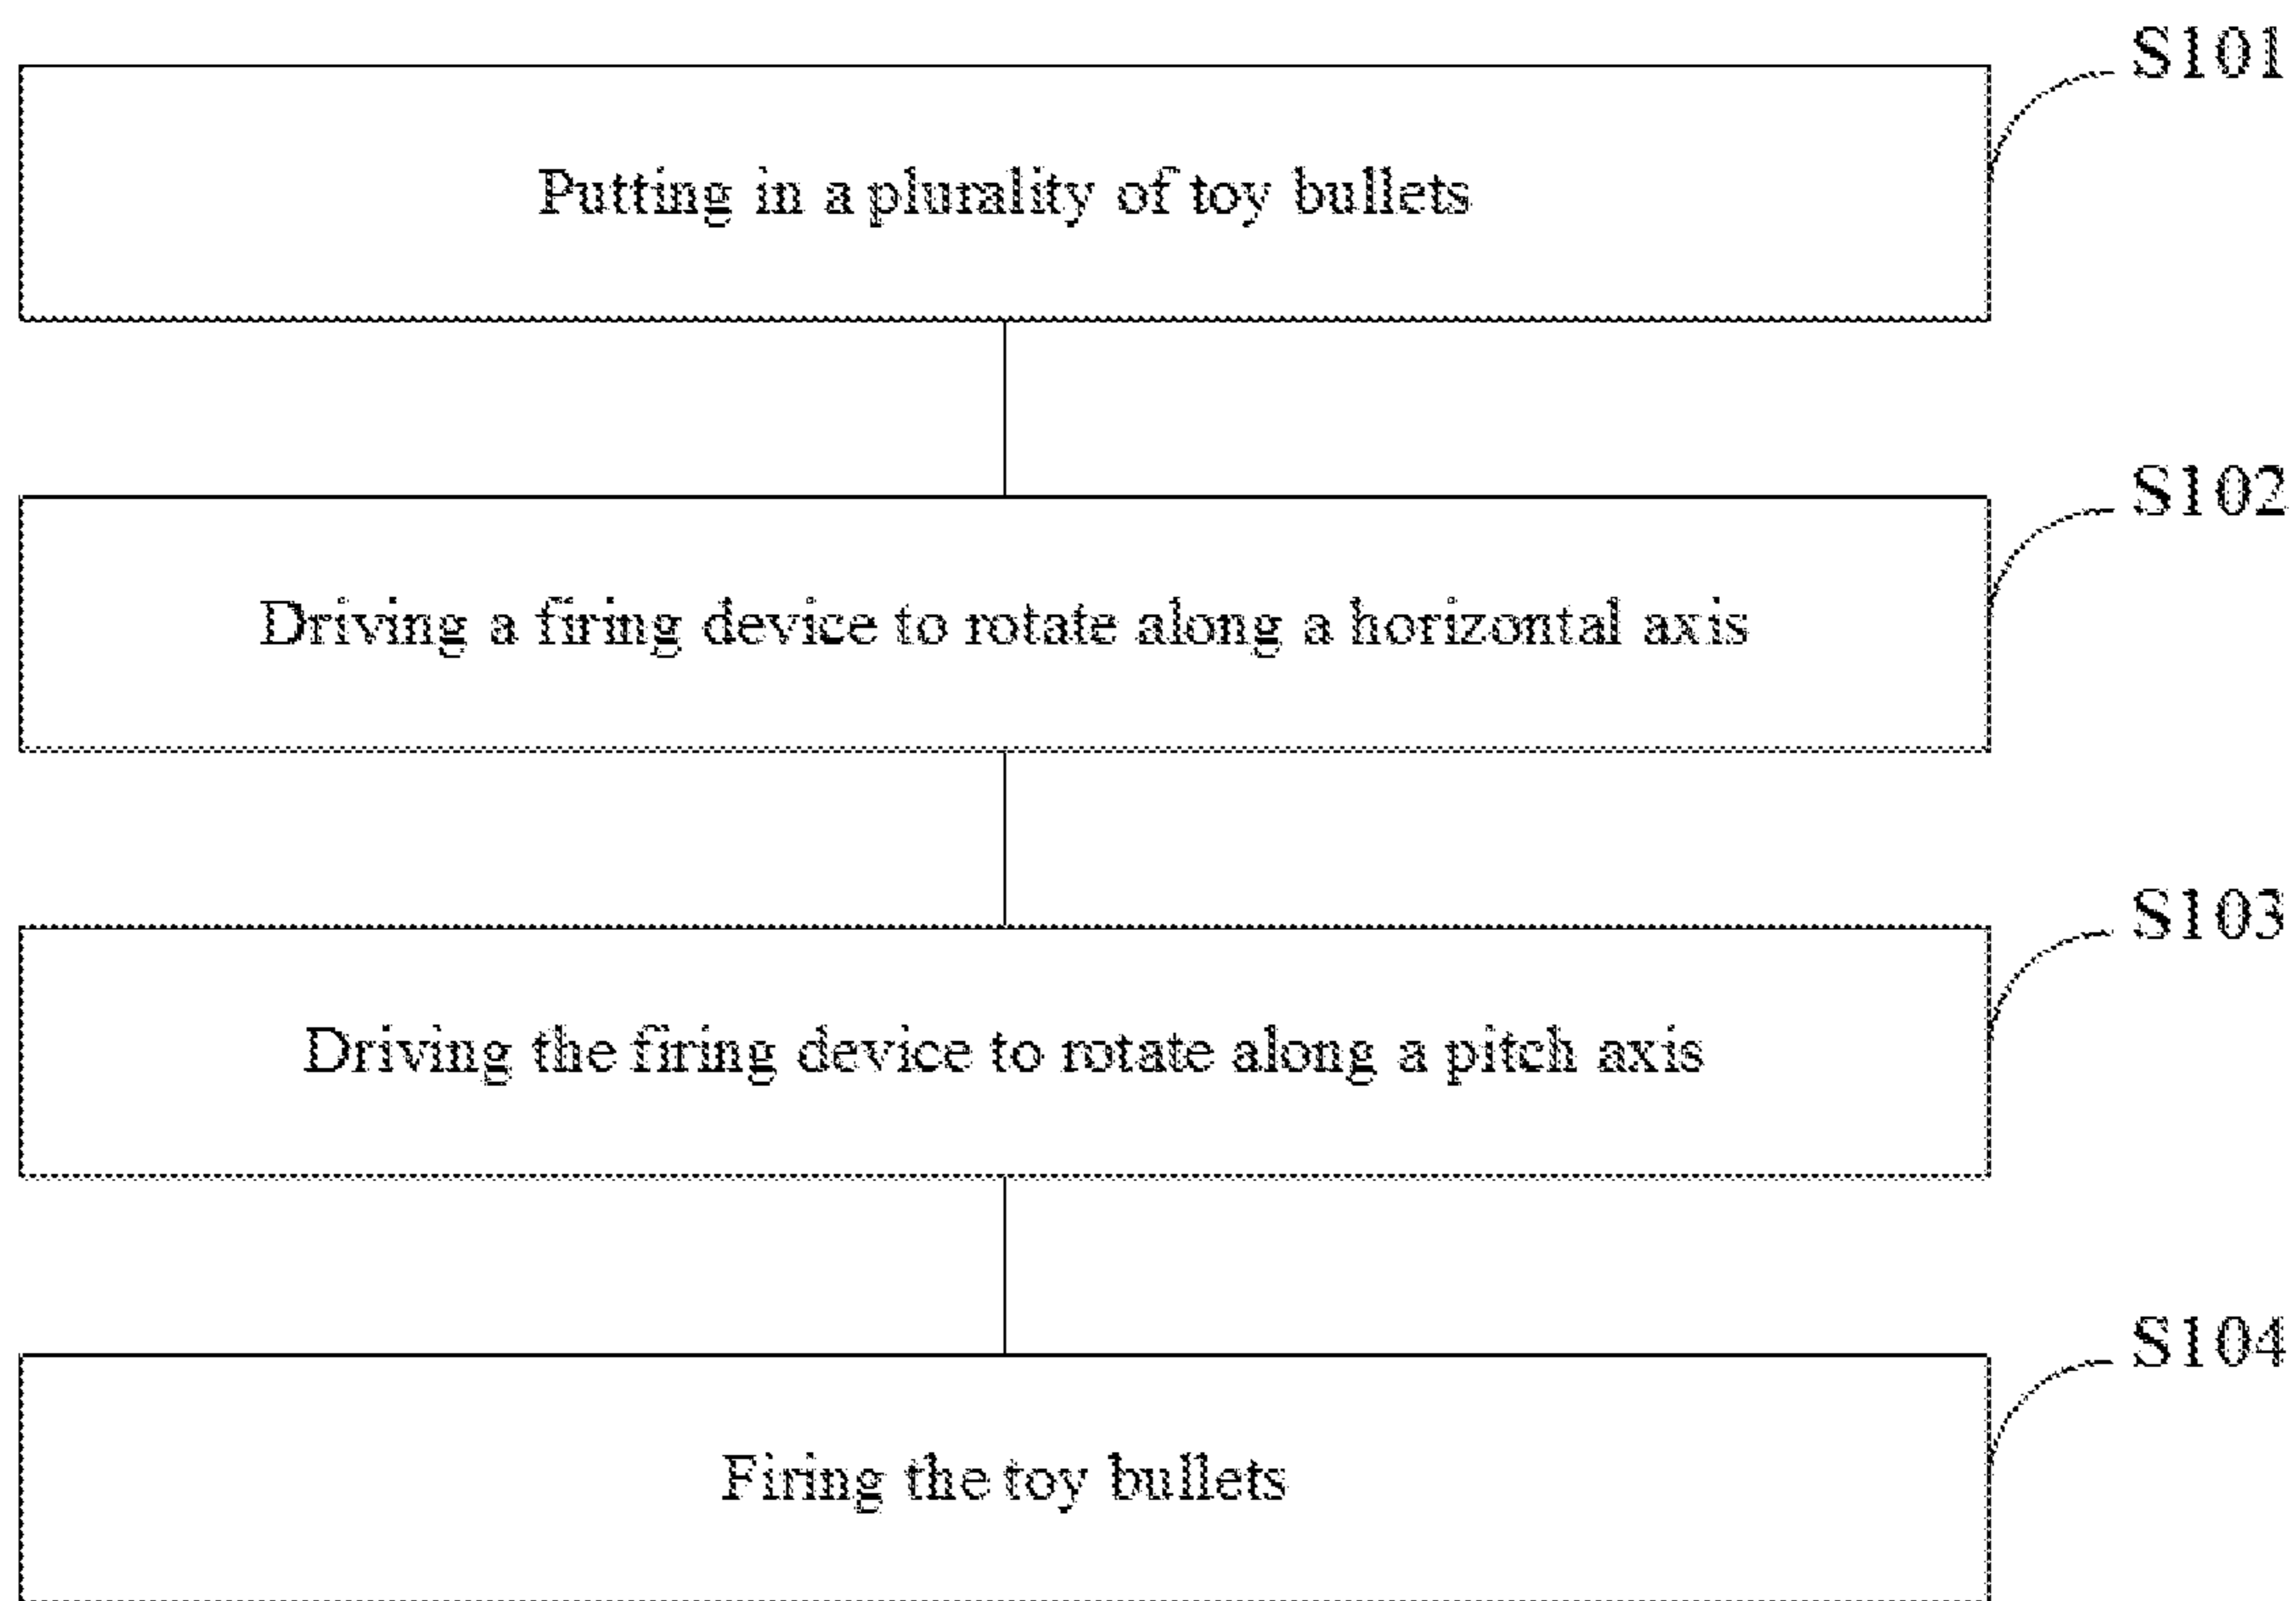 S101
Putting in a plurality of toy bullets
S102
Driving a firing device to rotate along a horizontal axis
S103
Driving the firing device to rotate along a pitch axis
S104
Firing the toy bullets